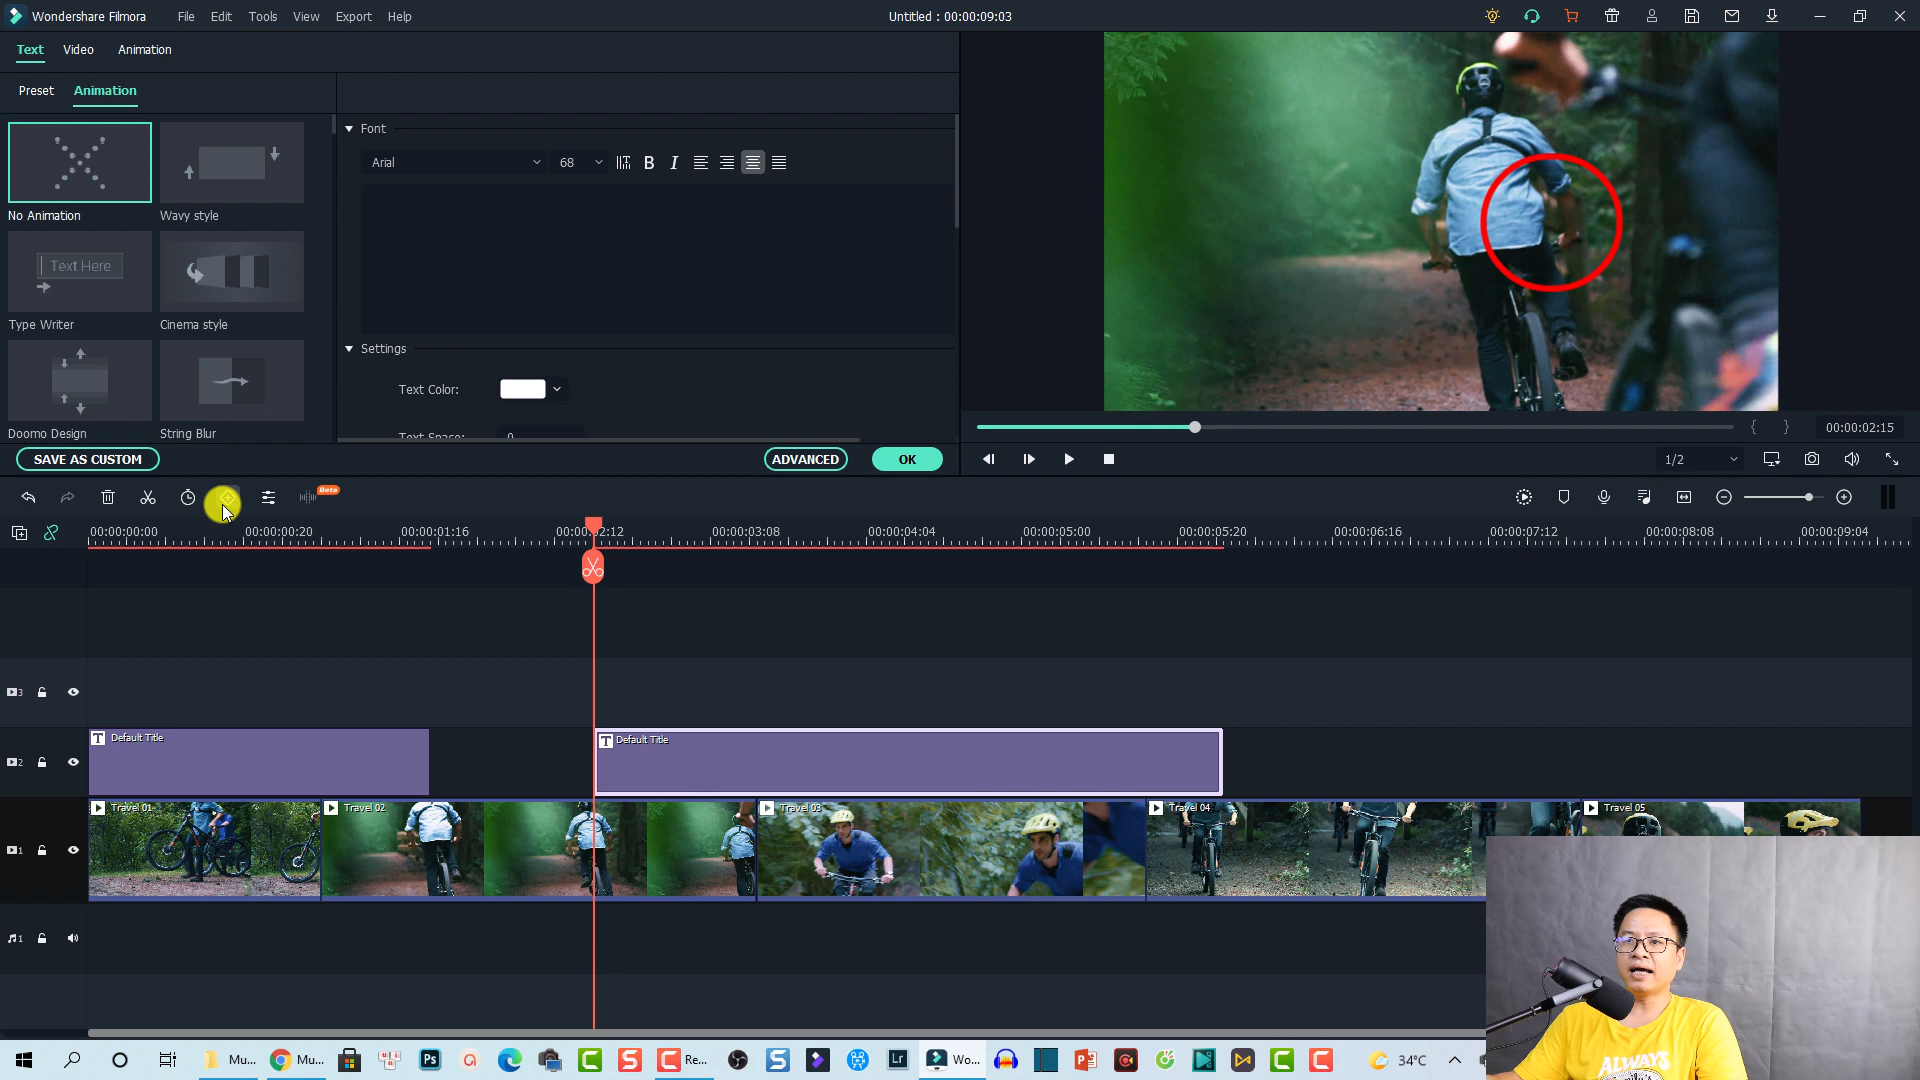 Wondershare Filmora File Edit Tools View Export Help Untitled : 00:00:09:03
Text Video Animation
Preset Animation
No Animation Wavy style
Text Here
Type Writer Cinema style
Doomo Design String Blur
Font
Arial 68 B I
Settings
Text Color:
Text Space: 0
SAVE AS CUSTOM ADVANCED OK
{ } 00:00:02:15
1/2
Beta
00:00:00:00 00:00:00:20 00:00:01:16 00:00:02:12 00:00:03:08 00:00:04:04 00:00:05:00 00:00:05:20 00:00:06:16 00:00:07:12 00:00:08:08 00:00:09:04
3
2 T Default Title T Default Title
1 Travel 01 Travel 02 Travel 03 Travel 04 Travel 05
1
ALWAYS
Mu... Mu... Ps Re... Lr Wo... 34°C